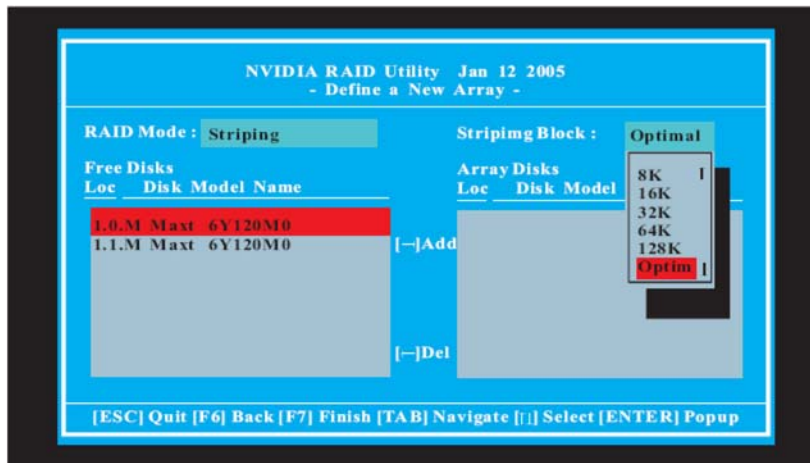 NVIDIA RAID Utility Jan 12 2005
- Define a New Array -
RAID Mode : Striping
Stripimg Block : Optimal
Free Disks
Loc Disk Model Name
Array Disks
Loc Disk Model
8K
16K
32K
64K
128K
Optim
1.0.M Maxt 6Y120M0
1.1.M Maxt 6Y120M0
[—]Add
[—]Del
[ESC] Quit [F6] Back [F7] Finish [TAB] Navigate [↑↓] Select [ENTER] Popup